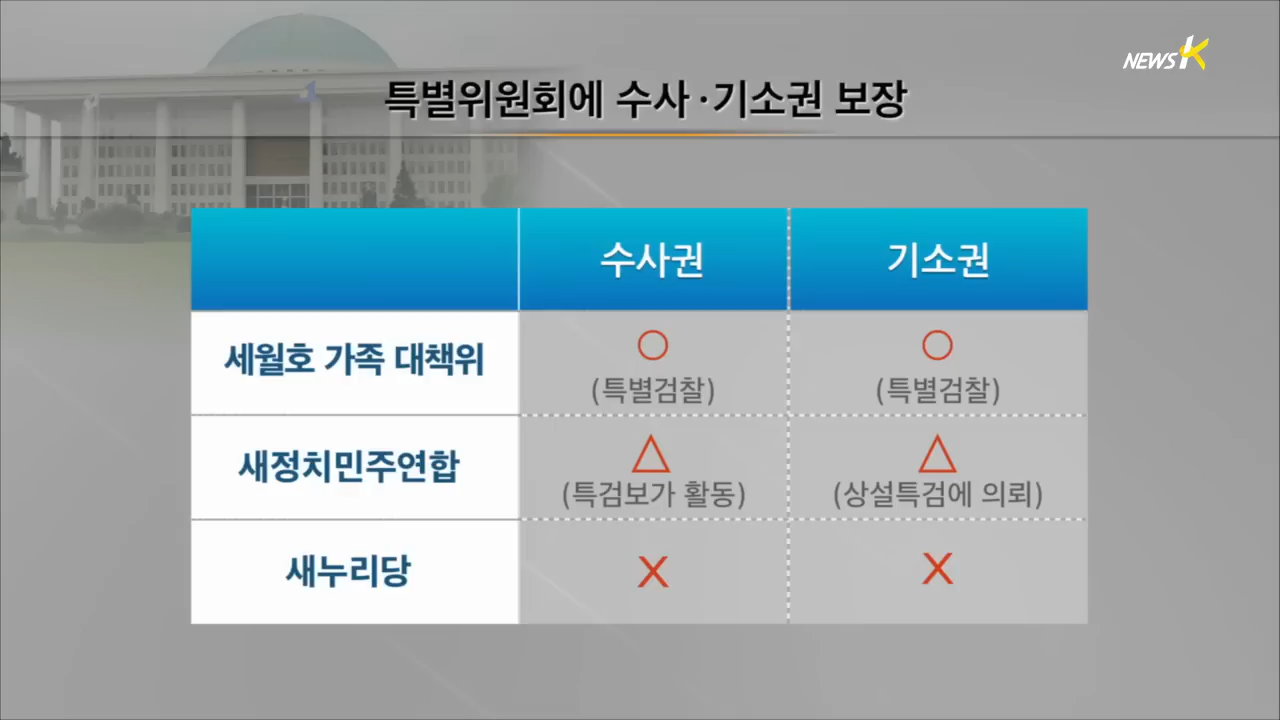 NEWS K
특별위원회에 수사·기소권 보장
수사권 기소권
세월호 가족 대책위 ○ ○
(특별검찰) (특별검찰)
새정치민주연합 △ △
(특검보가 활동) (상설특검에 의뢰)
새누리당 X X